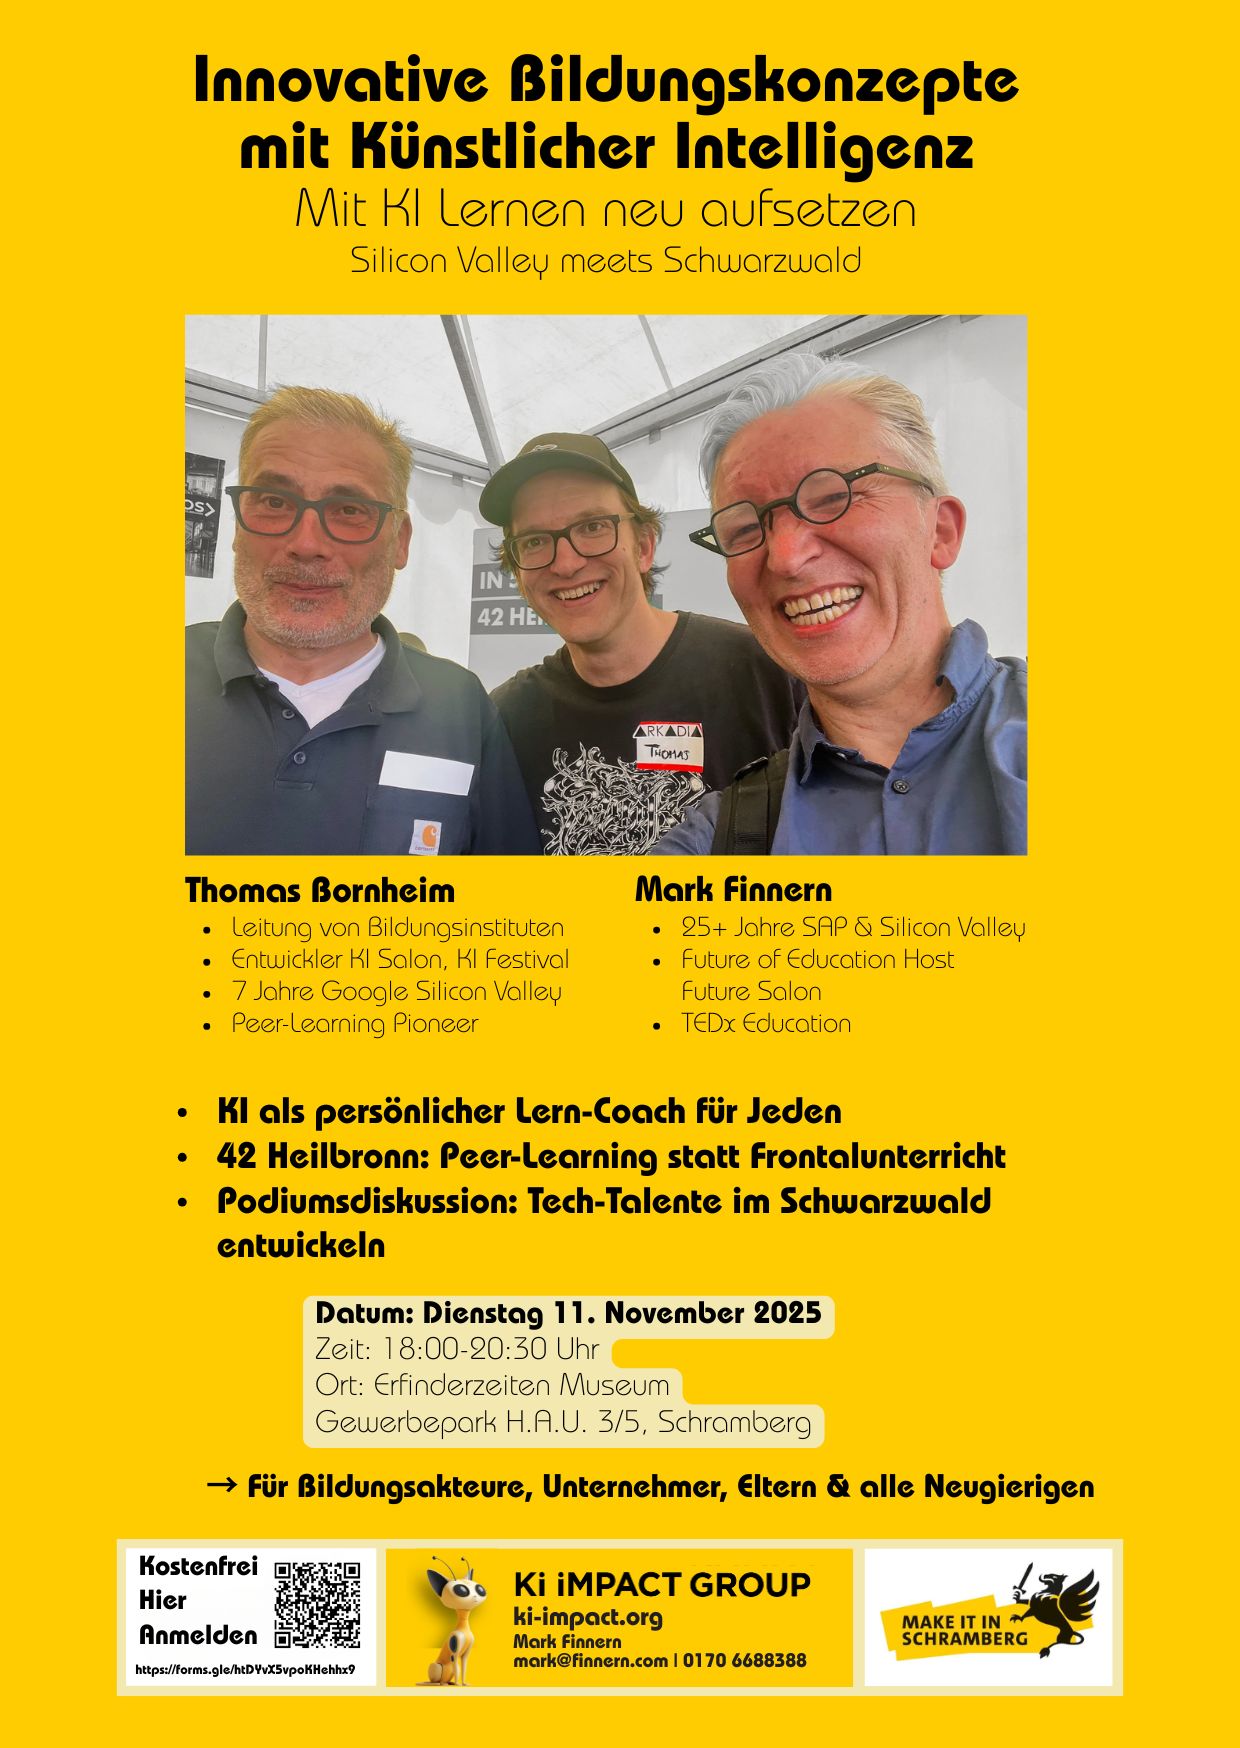 Innovative Bildungskonzepte
mit Künstlicher Intelligenz
Mit KI Lernen neu aufsetzen
Silicon Valley meets Schwarzwald
OS>
IN
42 HEI
ARKADIA
THOMAS
carhartt
Thomas Bornheim
• Leitung von Bildungsinstituten
• Entwickler KI Salon, KI Festival
• 7 Jahre Google Silicon Valley
• Peer-Learning Pioneer
Mark Finnern
• 25+ Jahre SAP & Silicon Valley
• Future of Education Host
Future Salon
• TEDx Education
• KI als persönlicher Lern-Coach für Jeden
• 42 Heilbronn: Peer-Learning statt Frontalunterricht
• Podiumsdiskussion: Tech-Talente im Schwarzwald
entwickeln
Datum: Dienstag 11. November 2025
Zeit: 18:00-20:30 Uhr
Ort: Erfinderzeiten Museum
Gewerbepark H.A.U. 3/5, Schramberg
→ Für Bildungsakteure, Unternehmer, Eltern & alle Neugierigen
Kostenfrei
Hier
Anmelden
https://forms.gle/htDYvX5vpoKHehhx9
Ki iMPACT GROUP
ki-impact.org
Mark Finnern
mark@finnern.com | 0170 6688388
MAKE IT IN
SCHRAMBERG